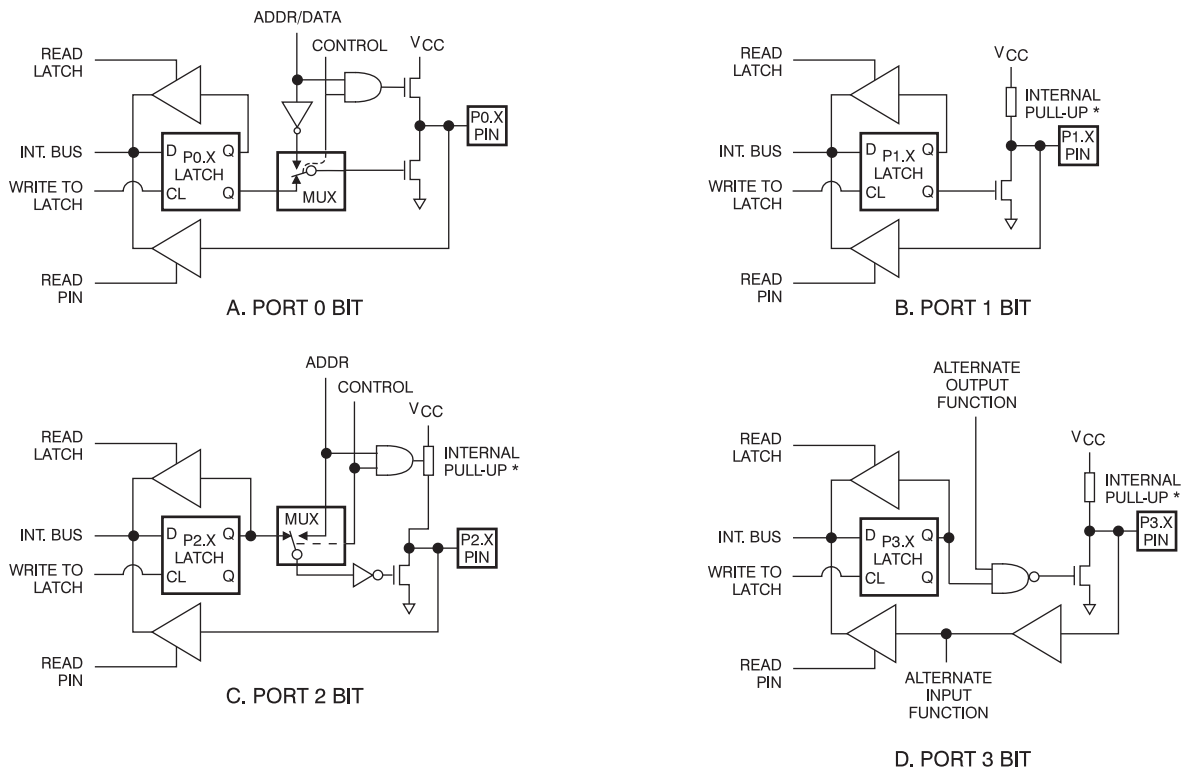 ADDR/DATA
CONTROL
VCC
READ
LATCH
P0.X
PIN
INT. BUS
D
P0.X
LATCH
Q
WRITE TO
LATCH
CL
Q
MUX
READ
PIN
A. PORT 0 BIT
READ
LATCH
VCC
INTERNAL
PULL-UP *
P1.X
PIN
INT. BUS
D
P1.X
LATCH
Q
WRITE TO
LATCH
CL
Q
READ
PIN
B. PORT 1 BIT
ADDR
CONTROL
VCC
READ
LATCH
INTERNAL
PULL-UP *
MUX
INT. BUS
D
P2.X
LATCH
Q
P2.X
PIN
WRITE TO
LATCH
CL
Q
READ
PIN
C. PORT 2 BIT
ALTERNATE
OUTPUT
FUNCTION
VCC
READ
LATCH
INTERNAL
PULL-UP *
INT. BUS
D
P3.X
LATCH
Q
P3.X
PIN
WRITE TO
LATCH
CL
Q
READ
PIN
ALTERNATE
INPUT
FUNCTION
D. PORT 3 BIT